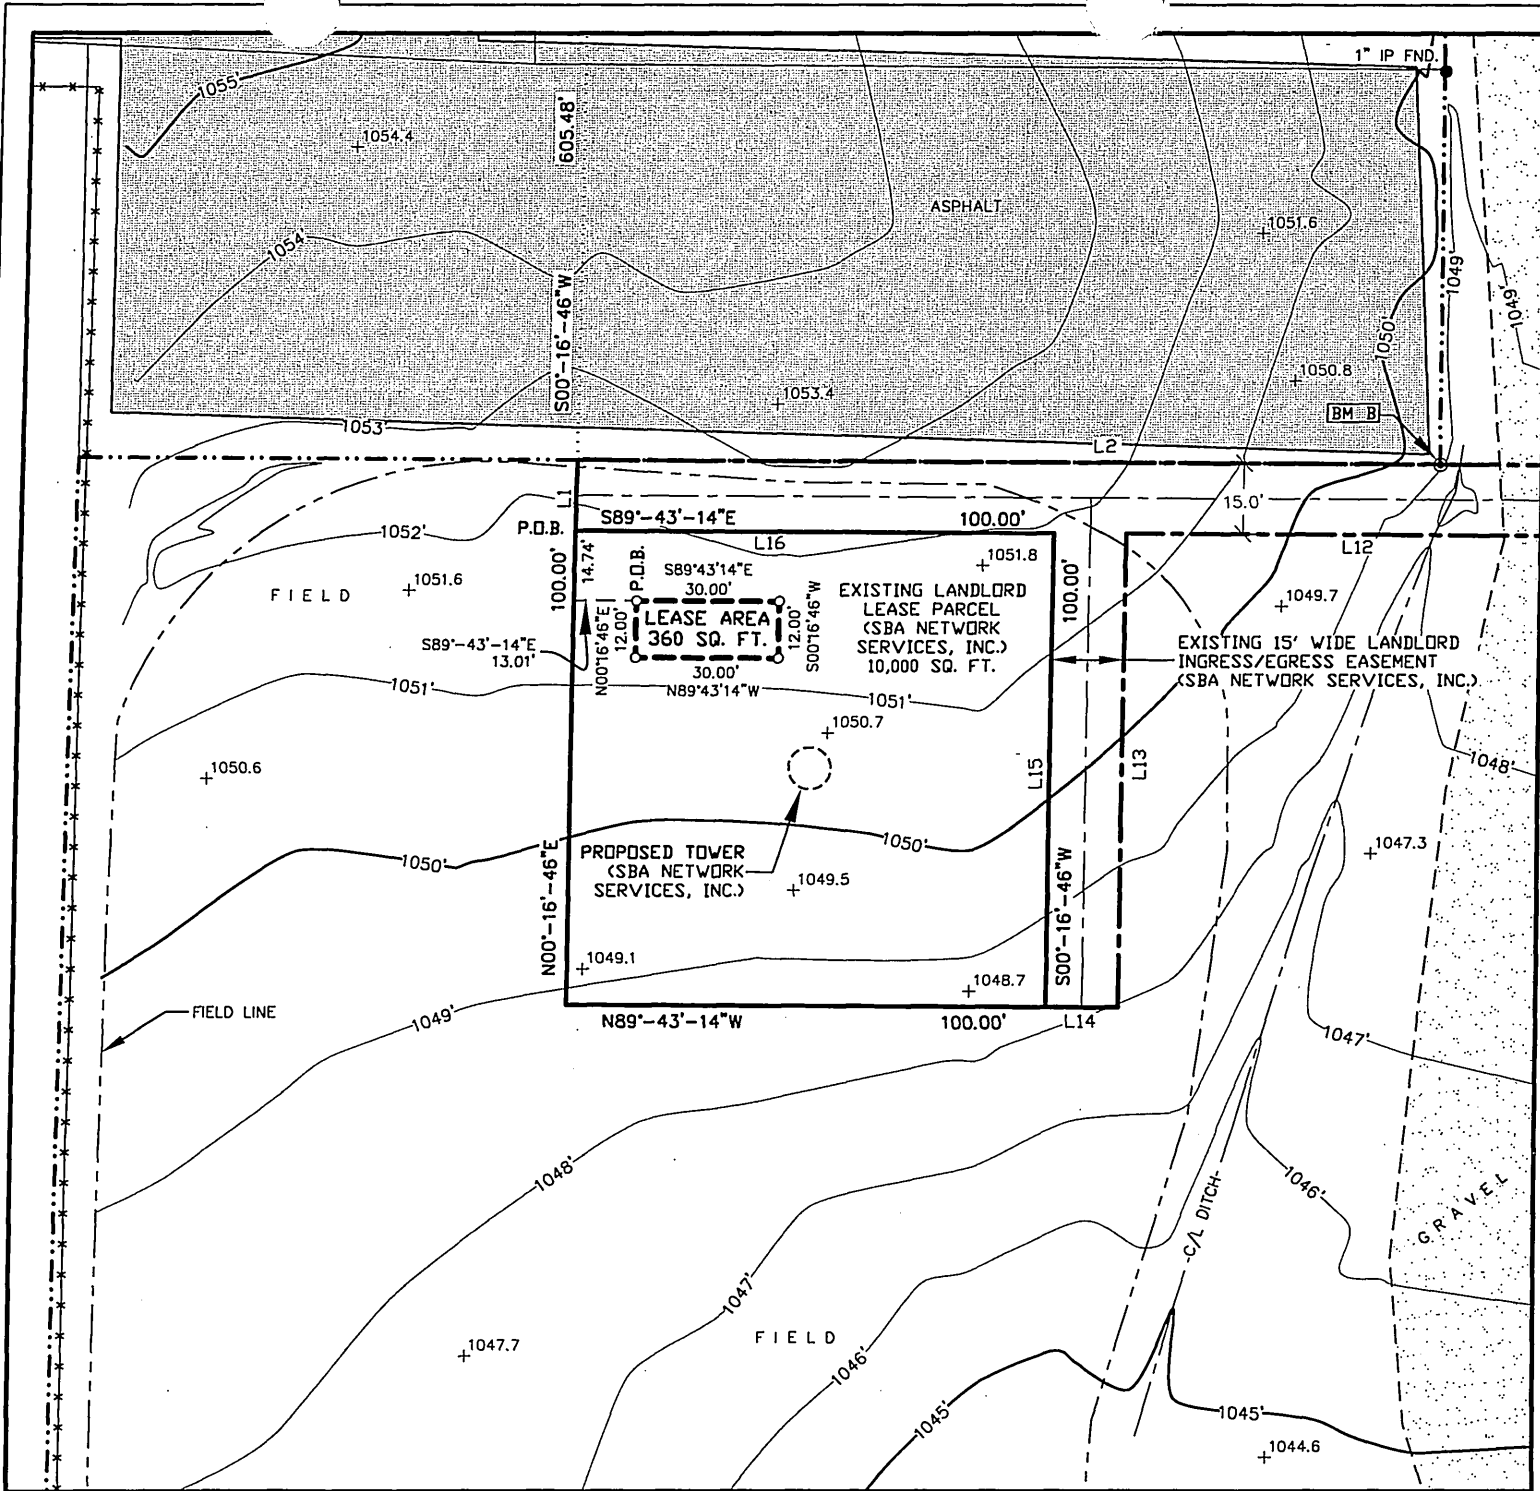 1" IP FND.
1055'
1054.4
605.48'
ASPHALT
1051.6
1054'
1049'
1049'
S00°-16'-46"W
1050'
1050.8
1053.4
BM B
1053'
L2
L1
15.0'
1052'
P.O.B.
S89°-43'-14"E
100.00'
L16
L12
1051.8
1051.6
FIELD
100.00'
14.74'
P.O.B.
S89°43'14"E
30.00'
LEASE AREA
360 SQ. FT.
12.00'
N00°16'46"E
12.00'
S00°16'46"W
30.00'
N89°43'14"W
EXISTING LANDLORD
LEASE PARCEL
(SBA NETWORK
SERVICES, INC.)
10,000 SQ. FT.
100.00'
1049.7
S89°-43'-14"E
13.01'
EXISTING 15' WIDE LANDLORD
INGRESS/EGRESS EASEMENT
(SBA NETWORK SERVICES, INC.)
1051'
1051'
1050.7
1050.6
L15
L13
1048'
1050'
1050'
1047.3
N00°-16'-46"E
PROPOSED TOWER
(SBA NETWORK
SERVICES, INC.)
1049.5
S00°-16'-46"W
1049.1
1048.7
FIELD LINE
1049'
N89°-43'-14"W
100.00'
L14
1047'
1048'
1046'
C/L DITCH
GRAVEL
1047'
FIELD
1047.7
1046'
1045'
1045'
1044.6